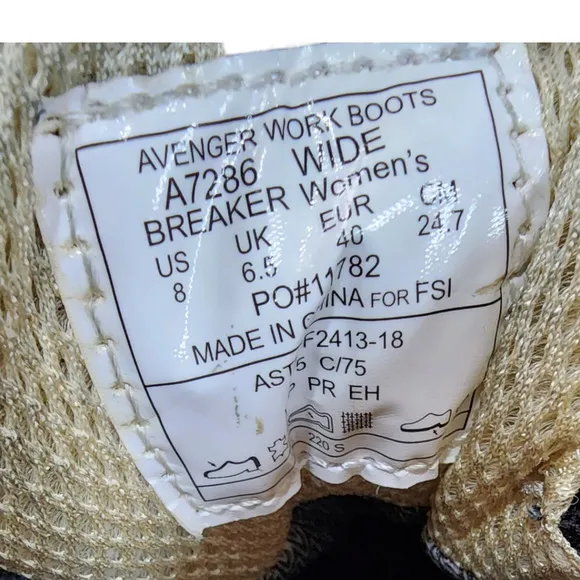 AVENGER WORK BOOTS
A7286 WIDE
BREAKER Women's
US UK EUR CM
8 6.5 40 24.7
PO#11782
MADE IN CHINA FOR FSI
F2413-18
C/75
PR EH
220 S